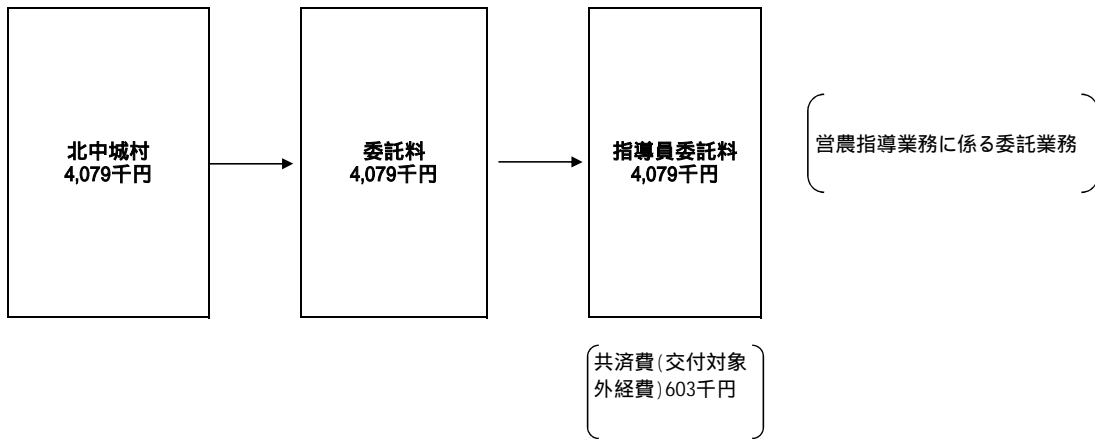 北中城村
4,079千円
委託料
4,079千円
指導員委託料
4,079千円
営農指導業務に係る委託業務
共済費(交付対象
外経費)603千円